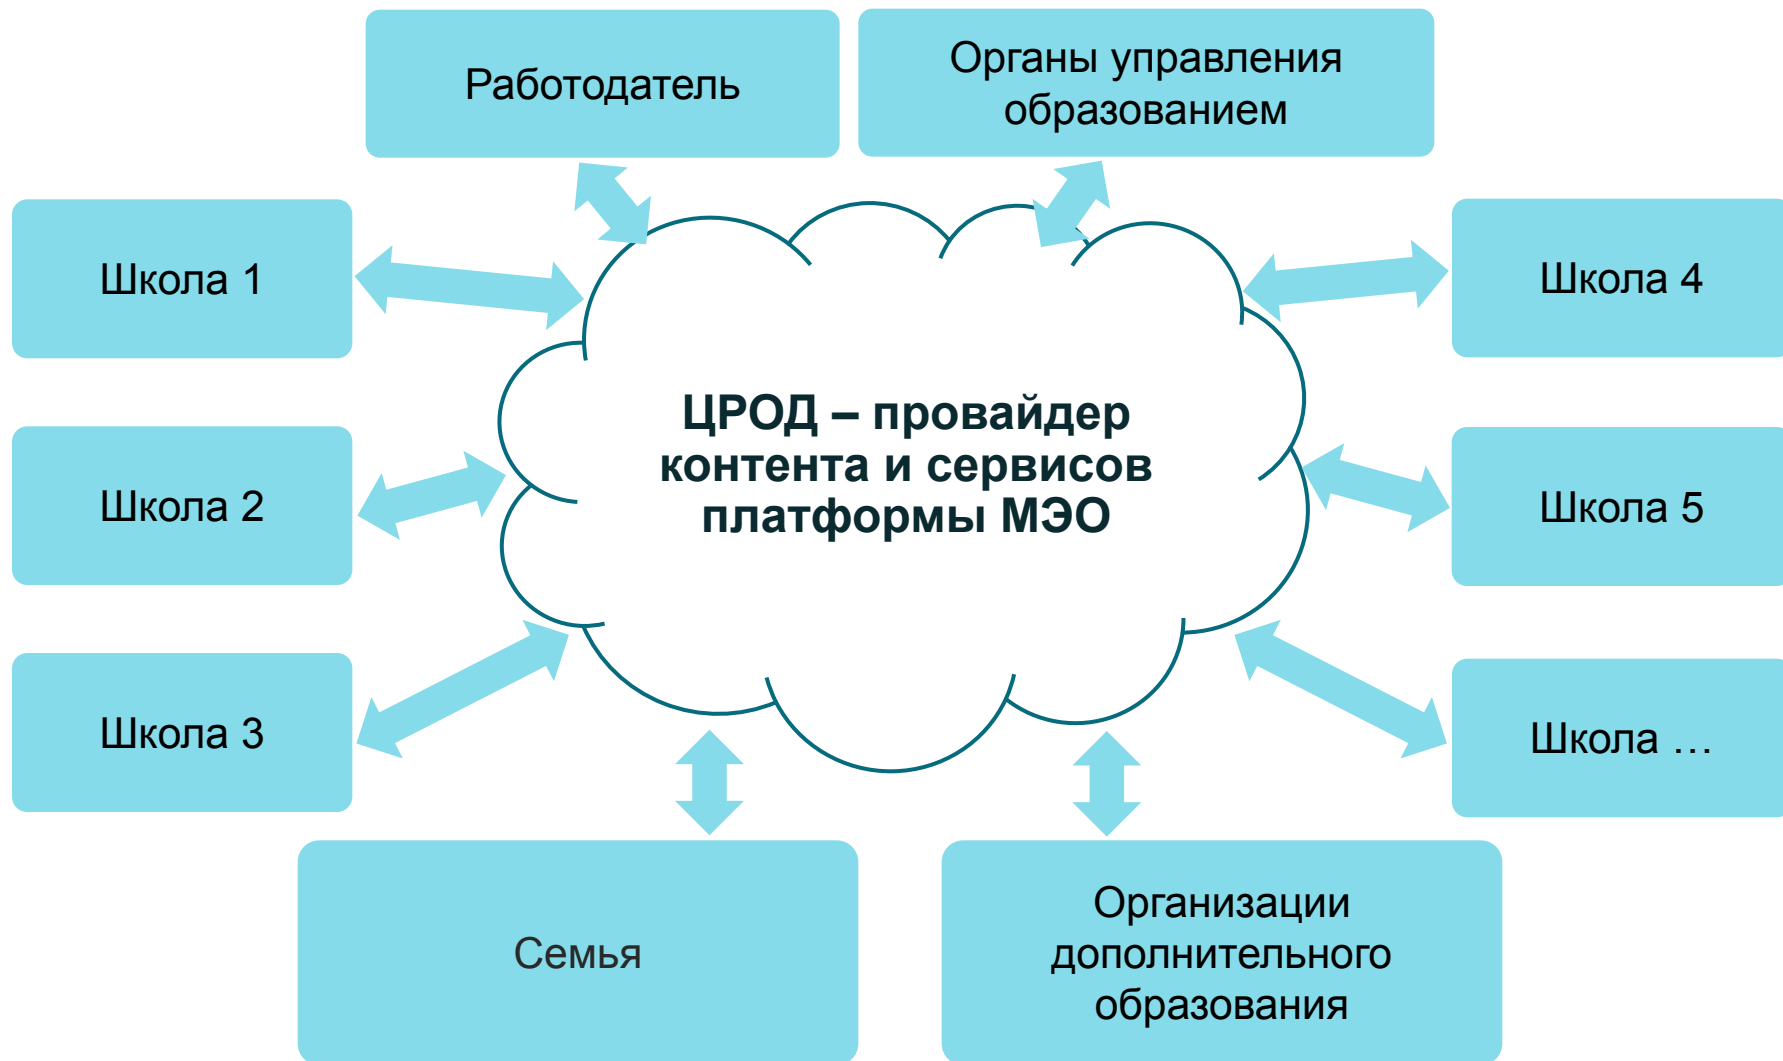 Работодатель
Органы управления
образованием
Школа 1
Школа 4
ЦРОД – провайдер
контента и сервисов
платформы МЭО
Школа 2
Школа 5
Школа 3
Школа ...
Семья
Организации
дополнительного
образования